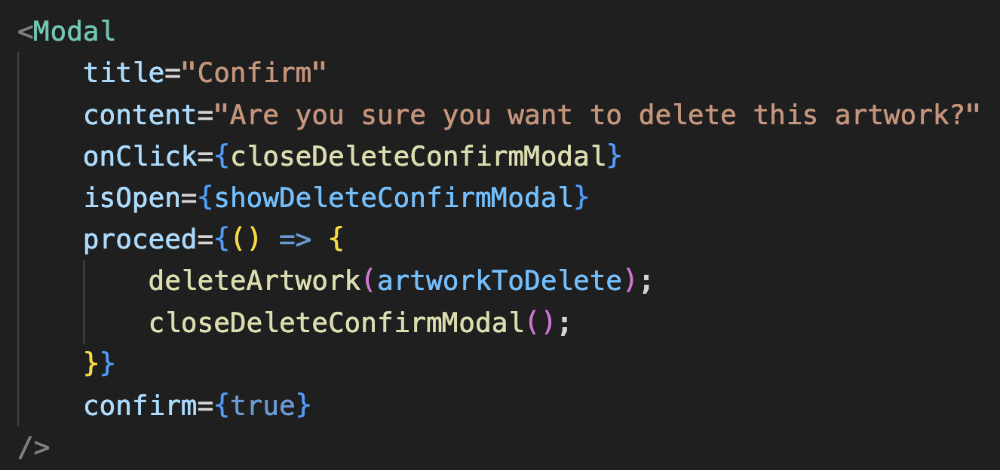 <Modal
title="Confirm"
content="Are you sure you want to delete this artwork?"
onClick={closeDeleteConfirmModal}
isOpen={showDeleteConfirmModal}
proceed={() => {
deleteArtwork(artworkToDelete);
closeDeleteConfirmModal();
}}
confirm={true}
/>